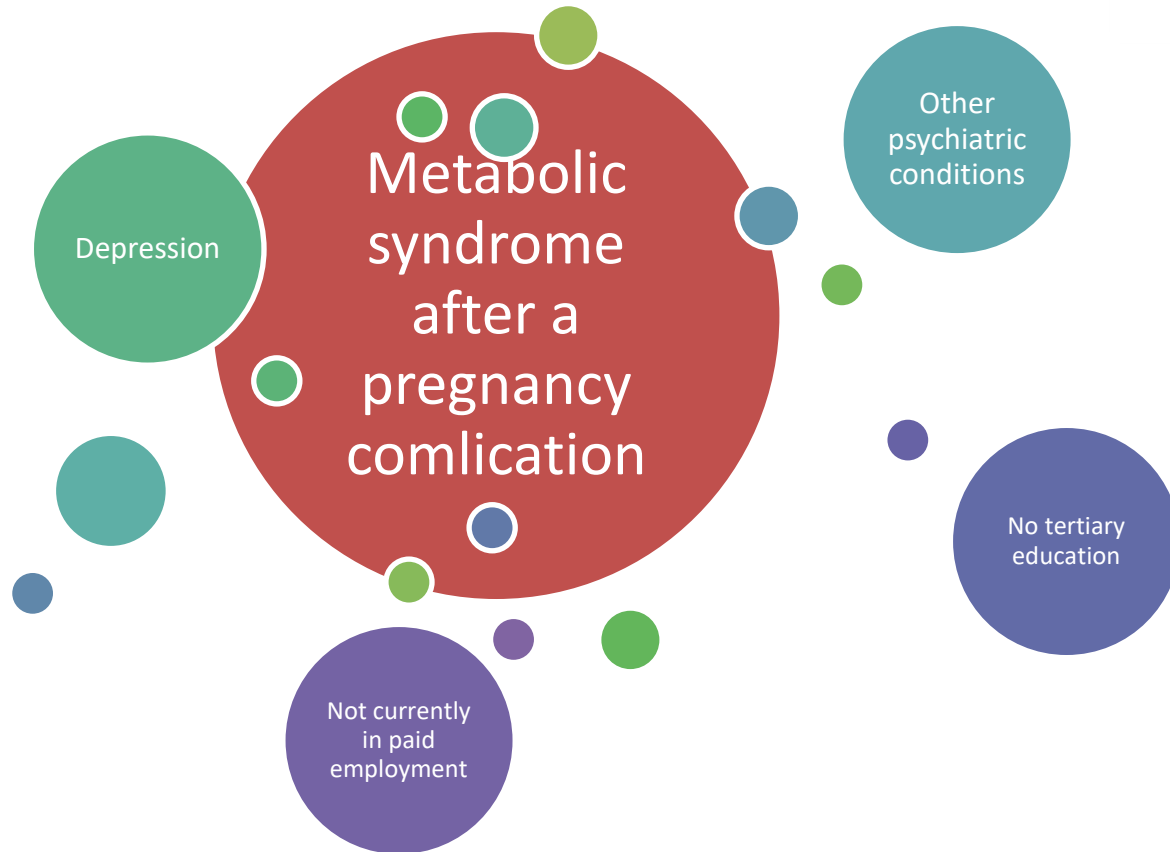 Metabolic
syndrome
after a
pregnancy
comlication
Depression
Other
psychiatric
conditions
No tertiary
education
Not currently
in paid
employment